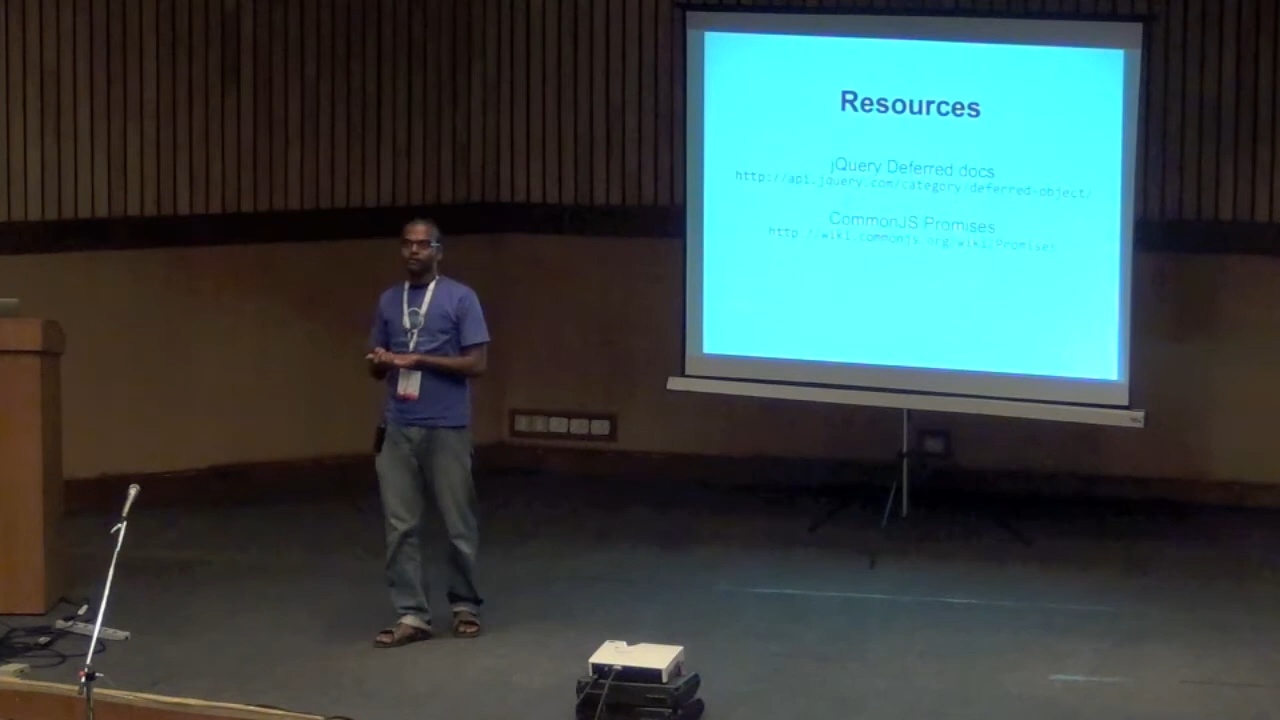 Resources
jQuery Deferred docs
http://api.jquery.com/category/deferred-object/
CommonJS Promises
http://wiki.commonjs.org/wiki/Promises